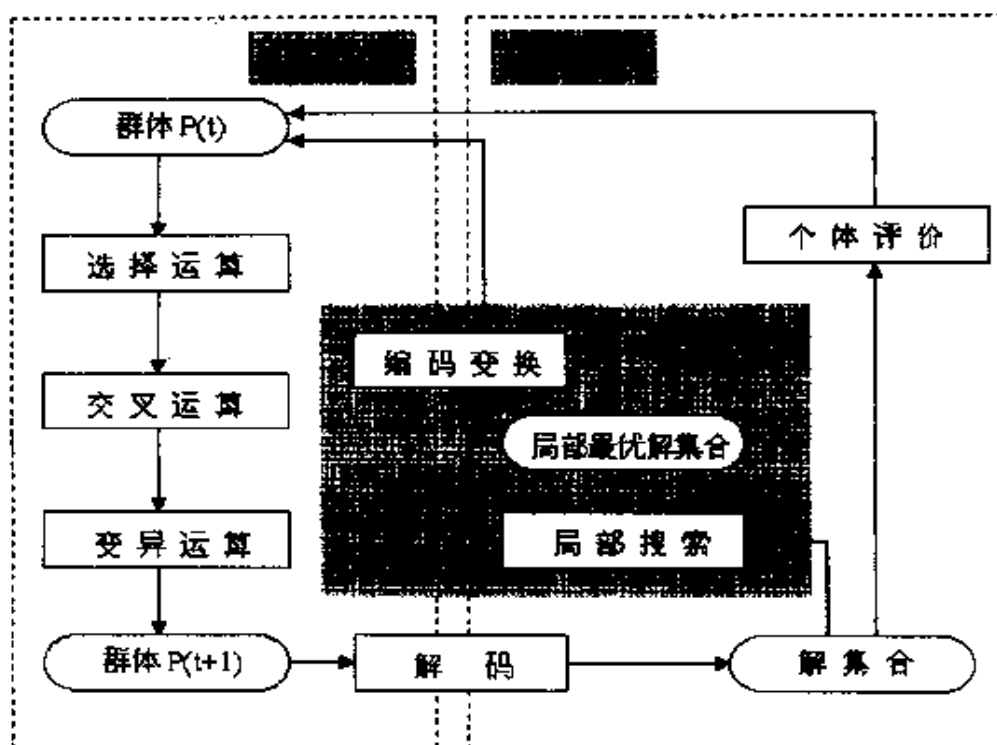 群体 P(t)
选择运算
个体评价
编码变换
交叉运算
局部最优解集合
变异运算
局部搜索
群体 P(t+1)
解码
解集合